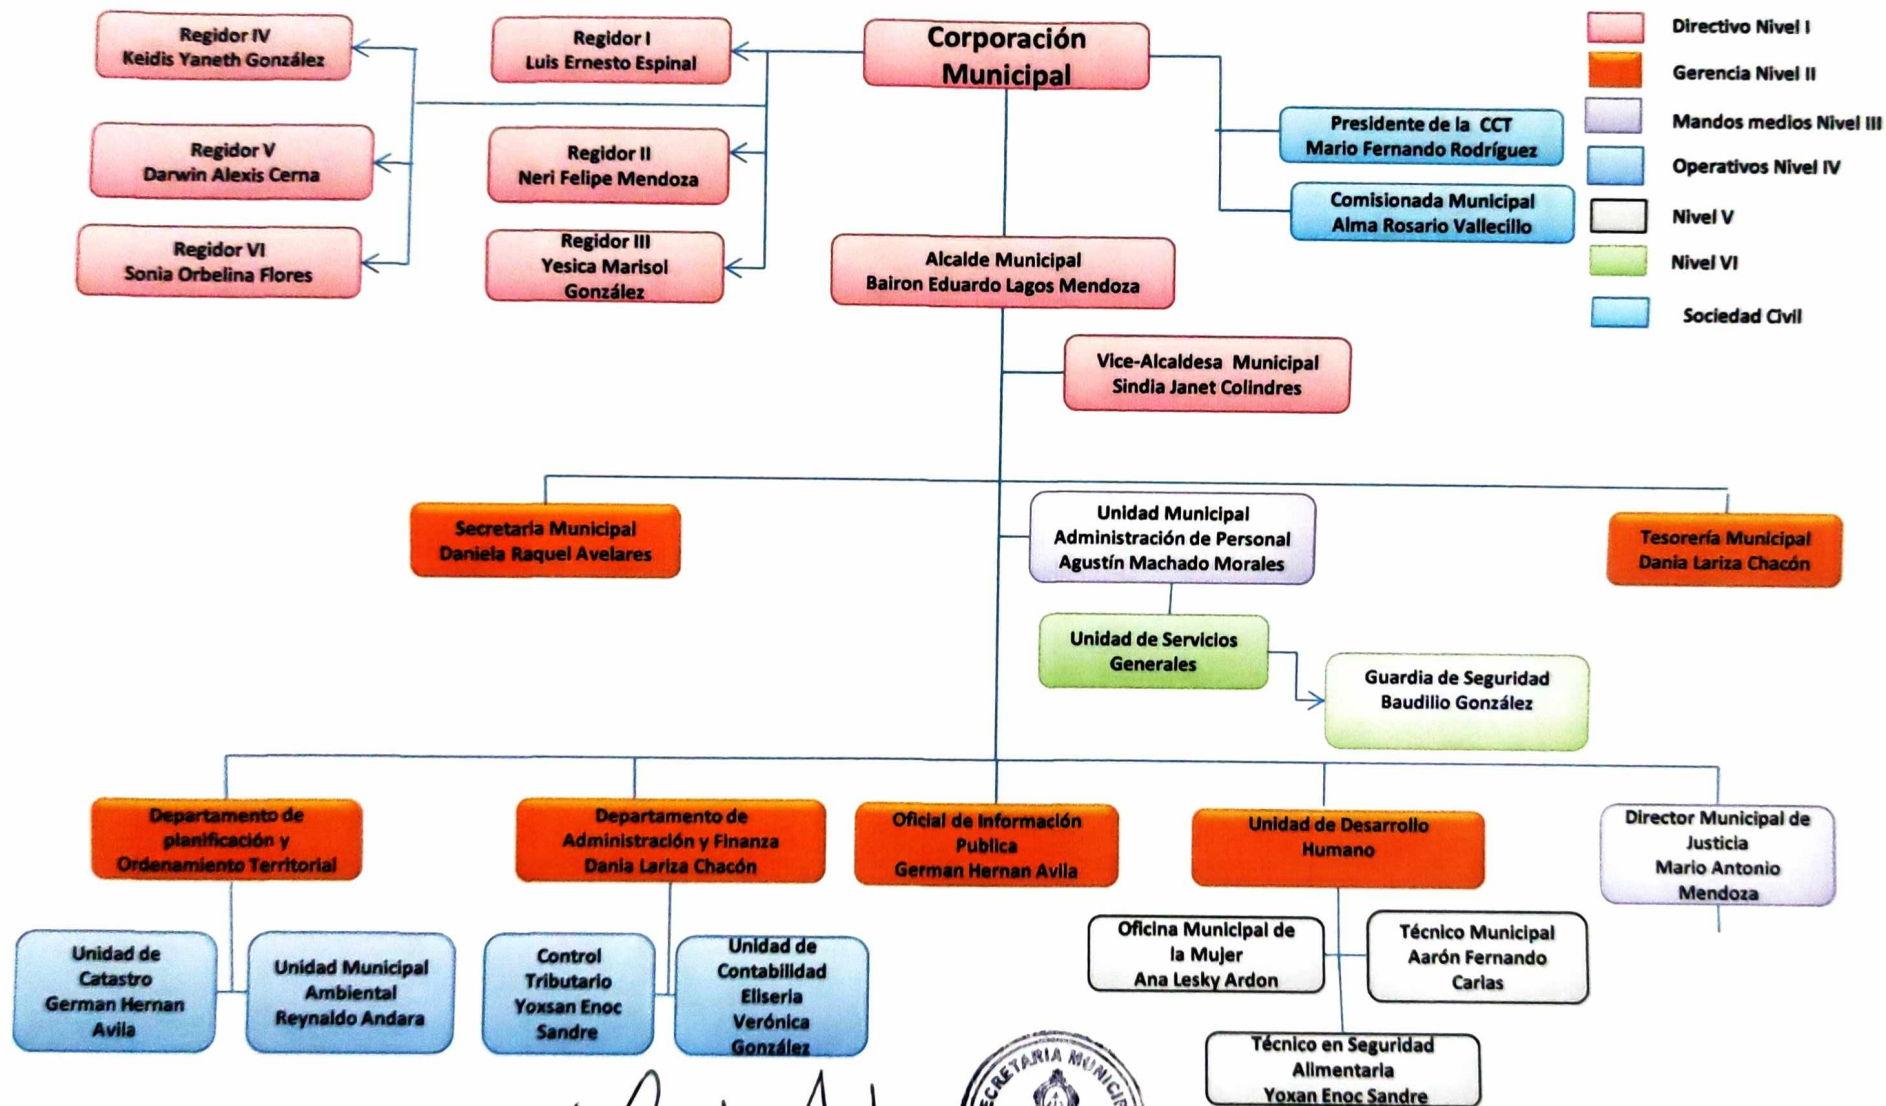 Regidor IV
Keidis Yaneth González
Regidor I
Luis Ernesto Espinal
Corporación
Municipal
Directivo Nivel I
Gerencia Nivel II
Mandos medios Nivel III
Operativos Nivel IV
Nivel V
Nivel VI
Sociedad Civil
Presidente de la CCT
Mario Fernando Rodríguez
Comisionada Municipal
Alma Rosario Vallecillo
Regidor V
Darwin Alexis Cerna
Regidor II
Neri Felipe Mendoza
Regidor VI
Sonia Orbelina Flores
Regidor III
Yesica Marisol
González
Alcalde Municipal
Bairon Eduardo Lagos Mendoza
Vice-Alcaldesa Municipal
Sindia Janet Colindres
Secretaria Municipal
Daniela Raquel Avelares
Unidad Municipal
Administración de Personal
Agustín Machado Morales
Tesorería Municipal
Dania Lariza Chacón
Unidad de Servicios
Generales
Guardia de Seguridad
Baudilio González
Departamento de
planificación y
Ordenamiento Territorial
Departamento de
Administración y Finanza
Dania Lariza Chacón
Oficial de Información
Publica
German Hernan Avila
Unidad de Desarrollo
Humano
Director Municipal de
Justicia
Mario Antonio
Mendoza
Unidad de
Catastro
German Hernan
Avila
Unidad Municipal
Ambiental
Reynaldo Andara
Control
Tributario
Yoxsan Enoc
Sandre
Unidad de
Contabilidad
Eliseria
Verónica
González
Oficina Municipal de
la Mujer
Ana Lesky Ardon
Técnico Municipal
Aarón Fernando
Carias
Técnico en Seguridad
Alimentaria
Yoxan Enoc Sandre
SECRETARIA MUNICIP